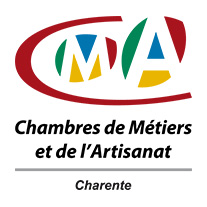 CMA
Chambres de Métiers
et de l'Artisanat
Charente